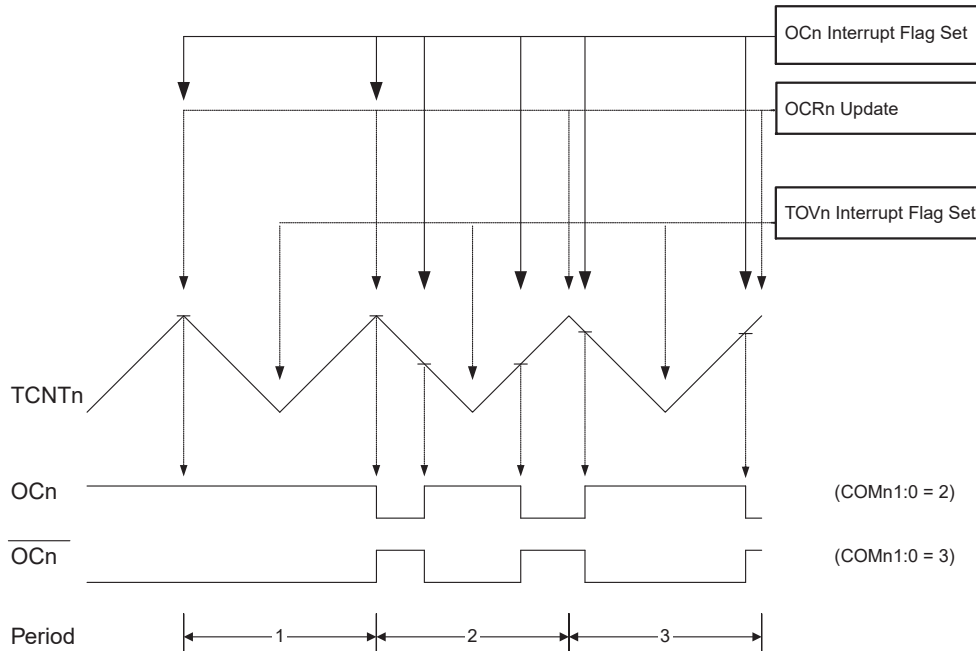 OCn Interrupt Flag Set
OCRn Update
TOVn Interrupt Flag Set
TCNTn
OCn (COMn1:0 = 2)
OCn (COMn1:0 = 3)
Period 1 2 3